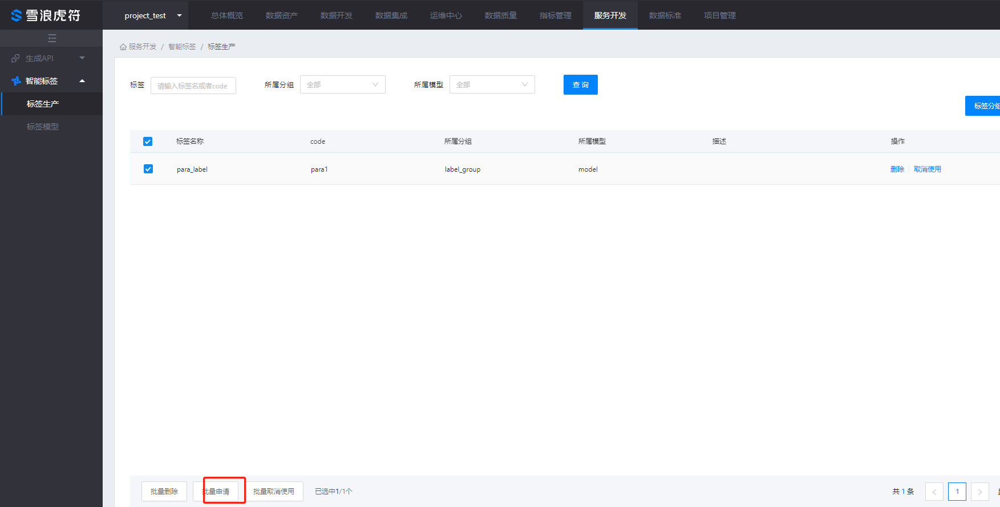 雪浪虎符
project_test
总体概览
数据资产
数据开发
数据集成
运维中心
数据质量
指标管理
服务开发
数据标准
项目管理
生成API
智能标签
标签生产
标签模型
服务开发 / 智能标签 / 标签生产
标签
请输入标签名或者code
所属分组
全部
所属模型
全部
查 询
标签分组
标签名称
code
所属分组
所属模型
描述
操作
para_label
para1
label_group
model
删除
取消使用
批量删除
批量申请
批量取消使用
已选中1/1个
共 1 条
<
1
>